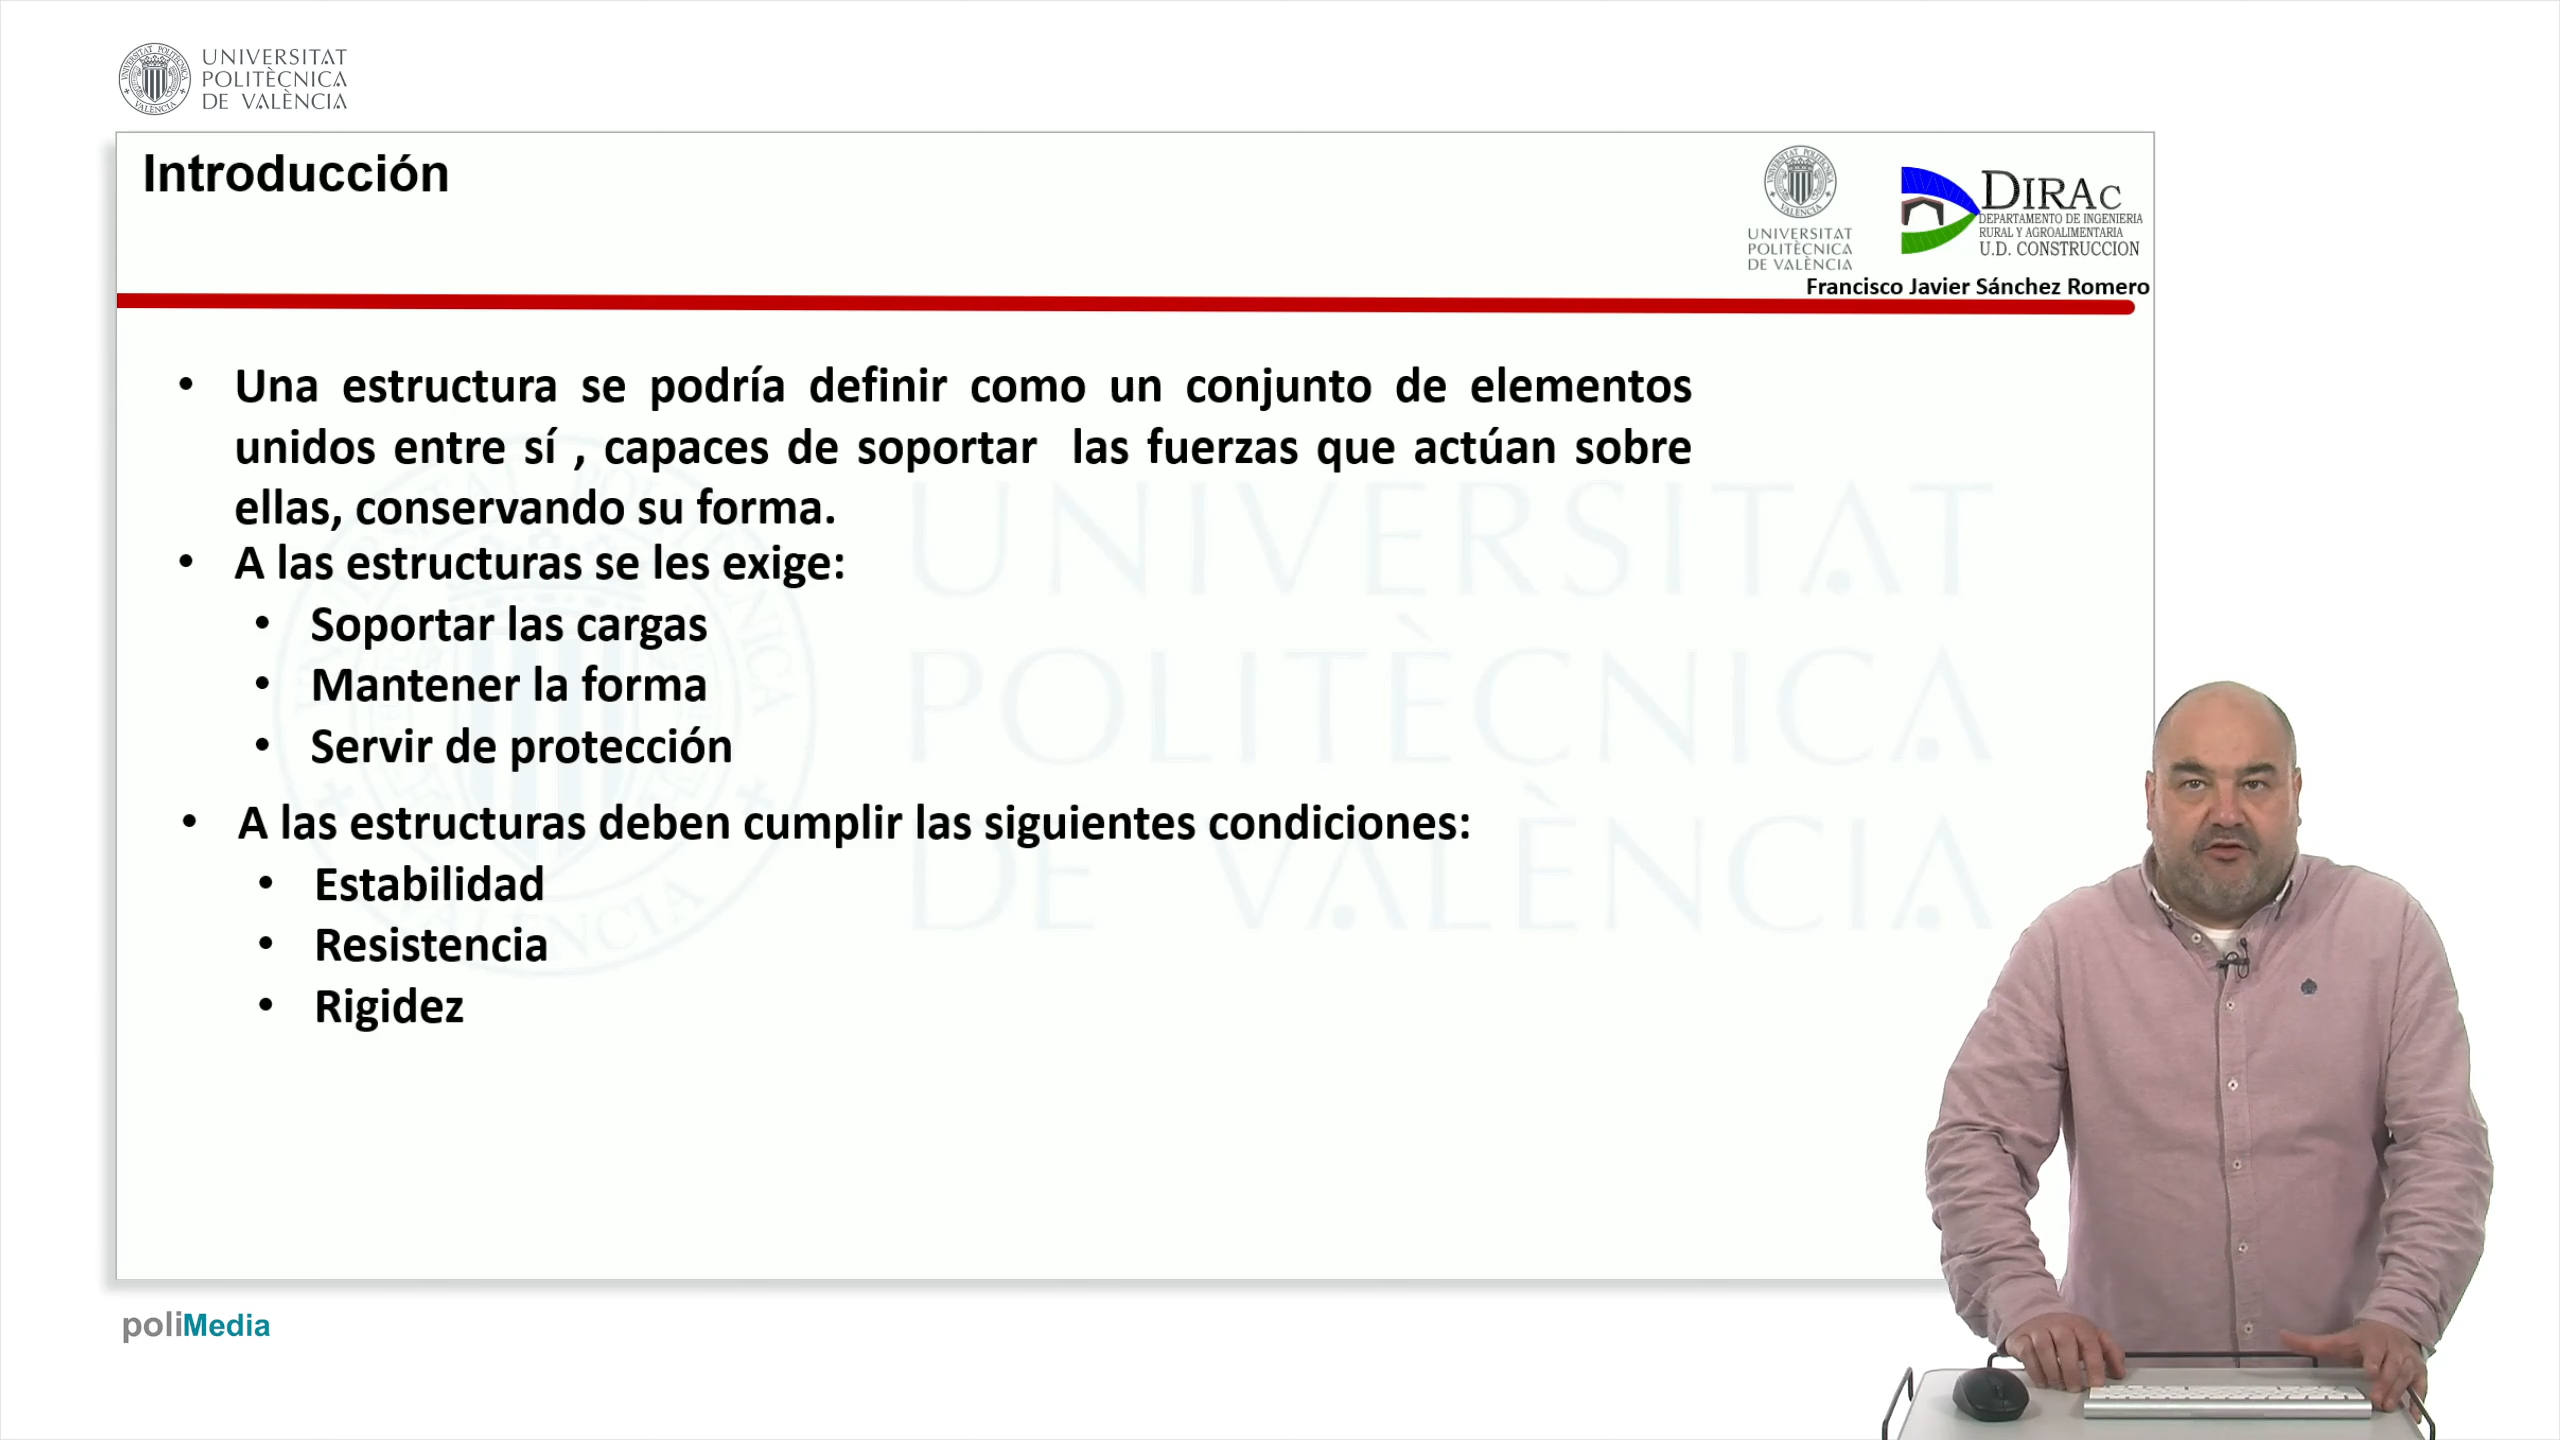 UNIVERSITAT
POLITÈCNICA
DE VALÈNCIA
Introducción
UNIVERSITAT
POLITÈCNICA
DE VALÈNCIA
DIRAC
DEPARTAMENTO DE INGENIERIA
RURAL Y AGROALIMENTARIA
U.D. CONSTRUCCION
Francisco Javier Sánchez Romero
• Una estructura se podría definir como un conjunto de elementos
unidos entre sí , capaces de soportar las fuerzas que actúan sobre
ellas, conservando su forma.
• A las estructuras se les exige:
• Soportar las cargas
• Mantener la forma
• Servir de protección
• A las estructuras deben cumplir las siguientes condiciones:
• Estabilidad
• Resistencia
• Rigidez
UNIVERSITAT
POLITÈCNICA
DE VALÈNCIA
poliMedia